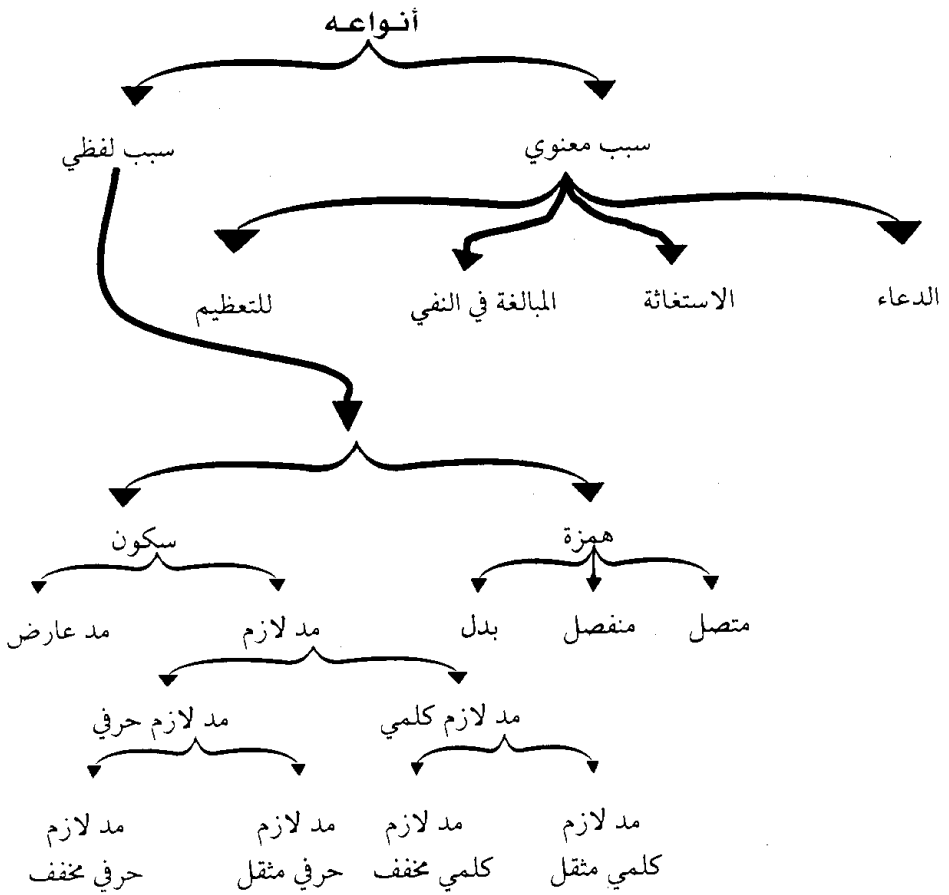 أنواعه
سبب معنوي
سبب لفظي
الدعاء
الاستغاثة
المبالغة في النفي
للتعظيم
همزة
سكون
متصل
منفصل
بدل
مد لازم
مد عارض
مد لازم كلمي
مد لازم حرفي
مد لازم
كلمي مثقل
مد لازم
كلمي مخفف
مد لازم
حرفي مثقل
مد لازم
حرفي مخفف